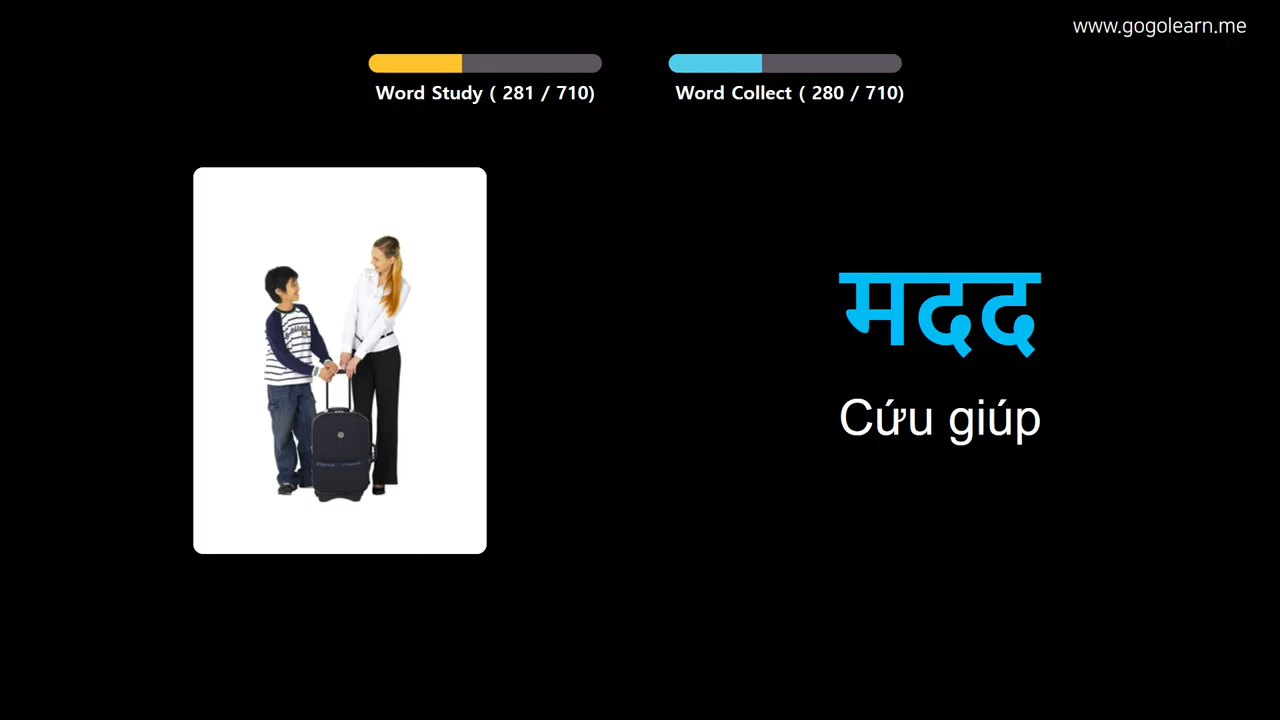 www.gogolearn.me
Word Study ( 281 / 710)
Word Collect ( 280 / 710)
मदद
Cứu giúp